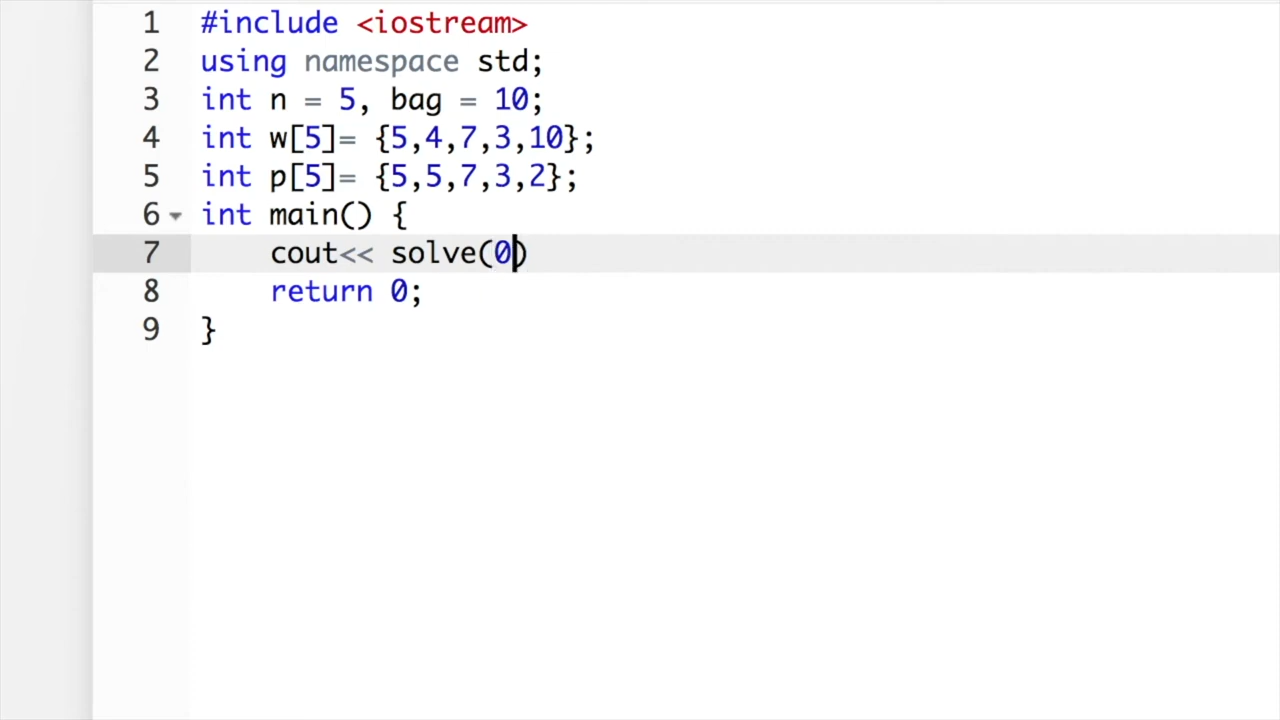 1 #include <iostream>
2 using namespace std;
3 int n = 5, bag = 10;
4 int w[5]= {5,4,7,3,10};
5 int p[5]= {5,5,7,3,2};
6 int main() {
7 cout<< solve(0)
8 return 0;
9 }